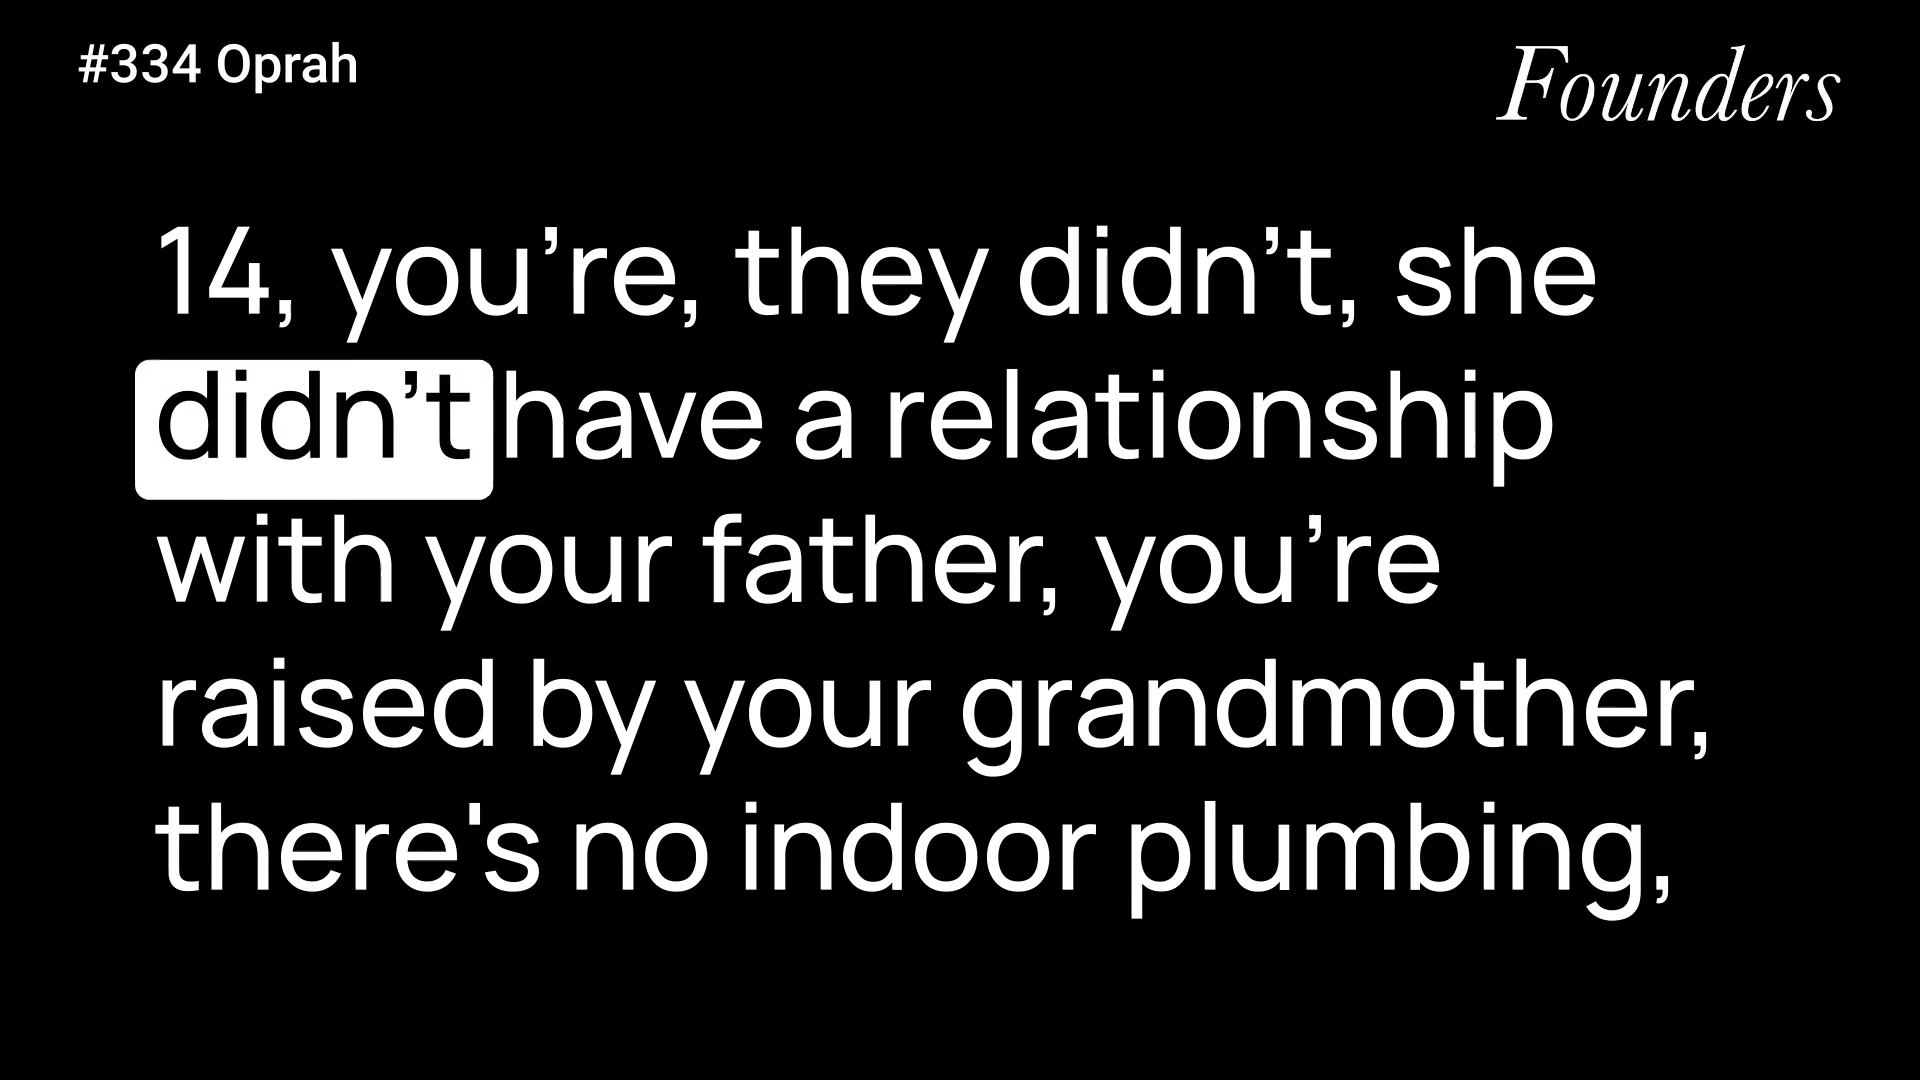 #334 Oprah
Founders
14, you’re, they didn’t, she
didn’t have a relationship
with your father, you’re
raised by your grandmother,
there's no indoor plumbing,